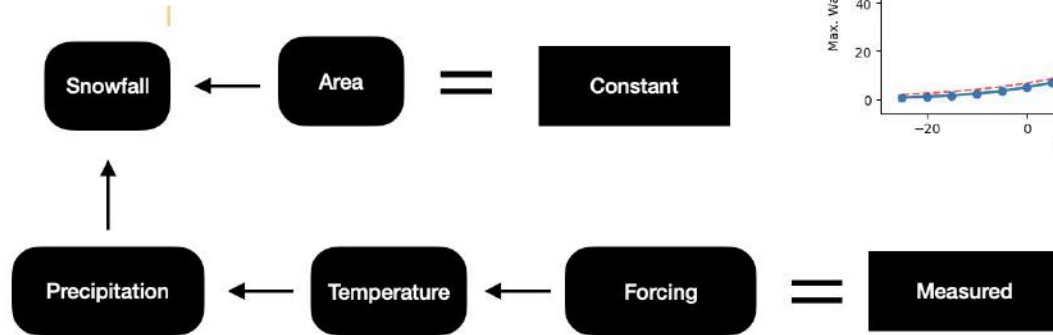 Snowfall
Area
=
Constant
Precipitation
Temperature
Forcing
=
Measured
Max. Wa
40
20
0
−20
0